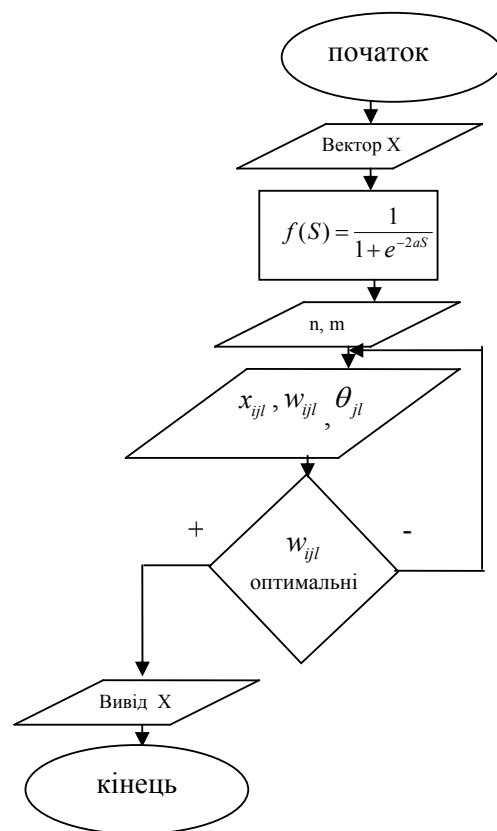 початок
Вектор X
f(S) = 1 / (1 + e^{-2aS})
n, m
x_{ijl}, w_{ijl}, θ_{jl}
+
-
w_{ijl}
оптимальні
Вивід X
кінець